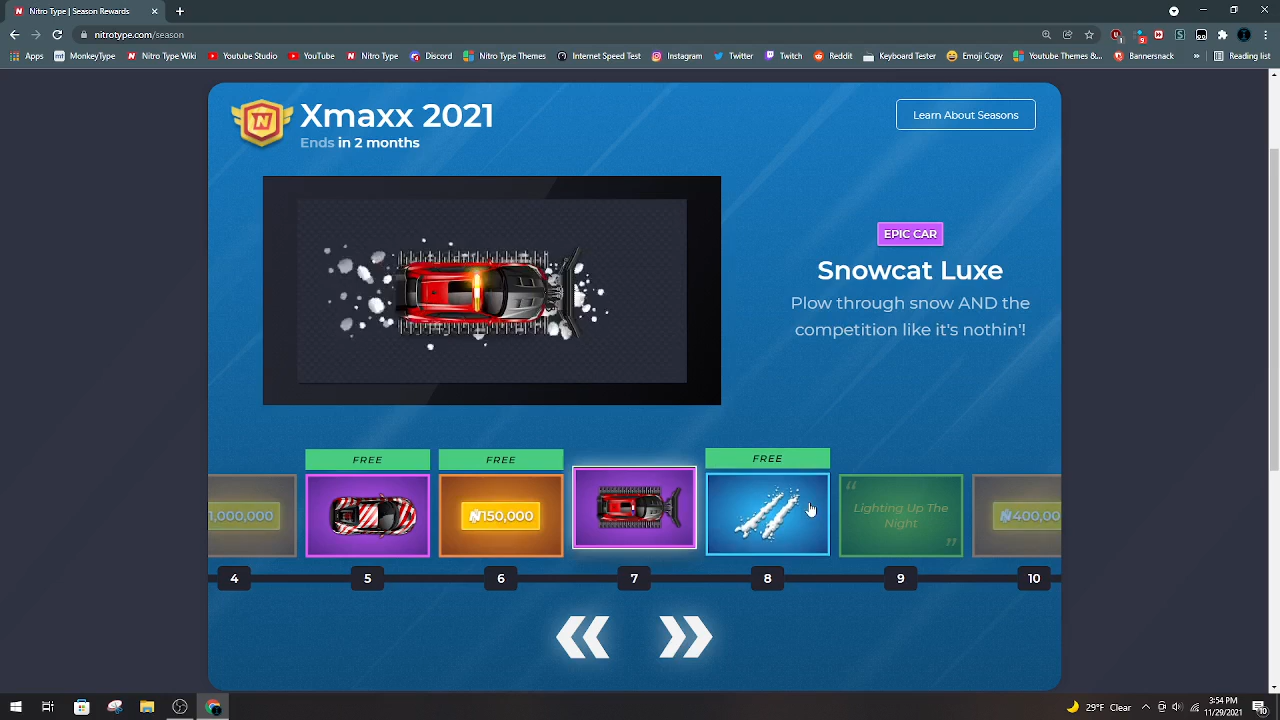 Nitro Type | Season Rewards
nitrotype.com/season
Apps MonkeyType Nitro Type Wiki Youtube Studio YouTube Nitro Type Discord Nitro Type Themes Internet Speed Test Instagram Twitter Twitch Reddit Keyboard Tester Emoji Copy Youtube Themes &... Bannersnack » Reading list
N Xmaxx 2021
Ends in 2 months
Learn About Seasons
EPIC CAR
Snowcat Luxe
Plow through snow AND the
competition like it's nothin'!
FREE FREE FREE
1,000,000 ₦150,000 “ Lighting Up The
Night ” ₦400,00
4 5 6 7 8 9 10
3:54 PM
29°F Clear 11/29/2021